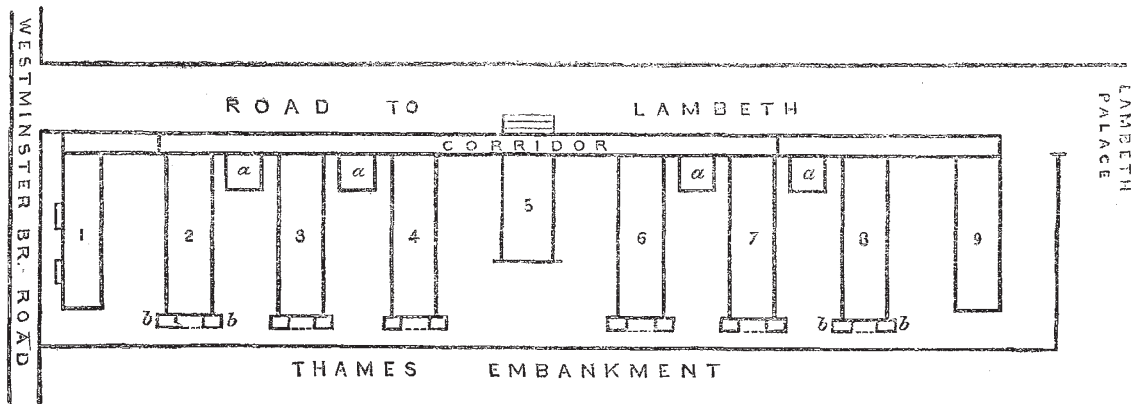 WESTMINSTER BR. ROAD
ROAD TO LAMBETH
LAMBETH
PALACE
CORRIDOR
a a a a
1 2 3 4 5 6 7 8 9
b b b b
THAMES EMBANKMENT